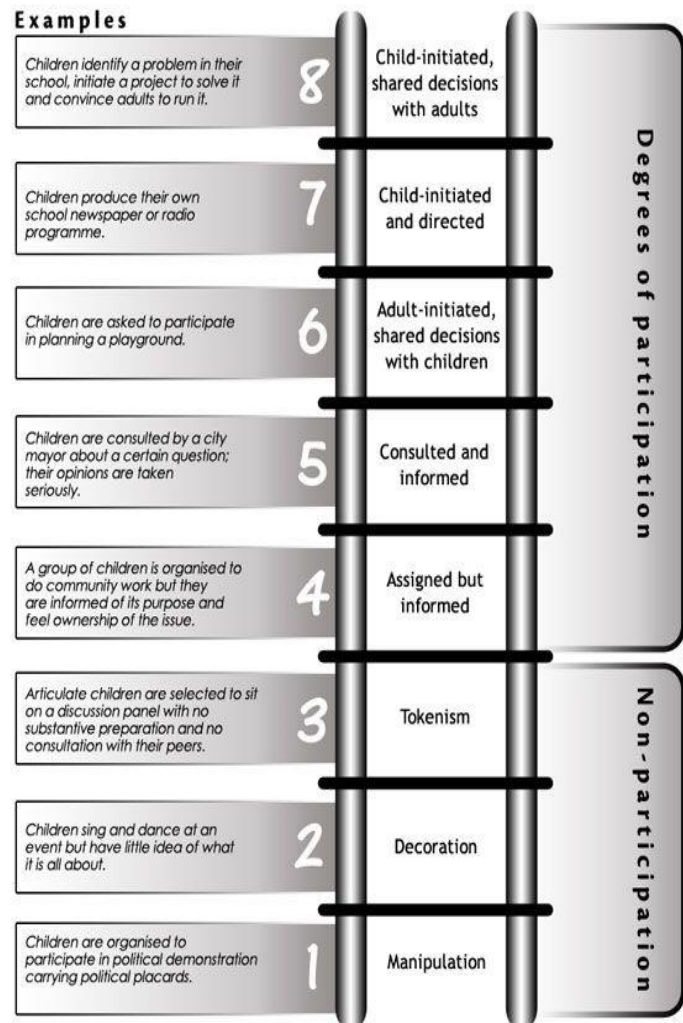 Examples
Children identify a problem in their
school, initiate a project to solve it
and convince adults to run it.
8
Child-initiated,
shared decisions
with adults
Children produce their own
school newspaper or radio
programme.
7
Child-initiated
and directed
Children are asked to participate
in planning a playground.
6
Adult-initiated,
shared decisions
with children
Children are consulted by a city
mayor about a certain question;
their opinions are taken
seriously.
5
Consulted and
informed
A group of children is organised to
do community work but they
are informed of its purpose and
feel ownership of the issue.
4
Assigned but
informed
Degrees of participation
Articulate children are selected to sit
on a discussion panel with no
substantive preparation and no
consultation with their peers.
3
Tokenism
Children sing and dance at an
event but have little idea of what
it is all about.
2
Decoration
Children are organised to
participate in political demonstration
carrying political placards.
1
Manipulation
Non-participation